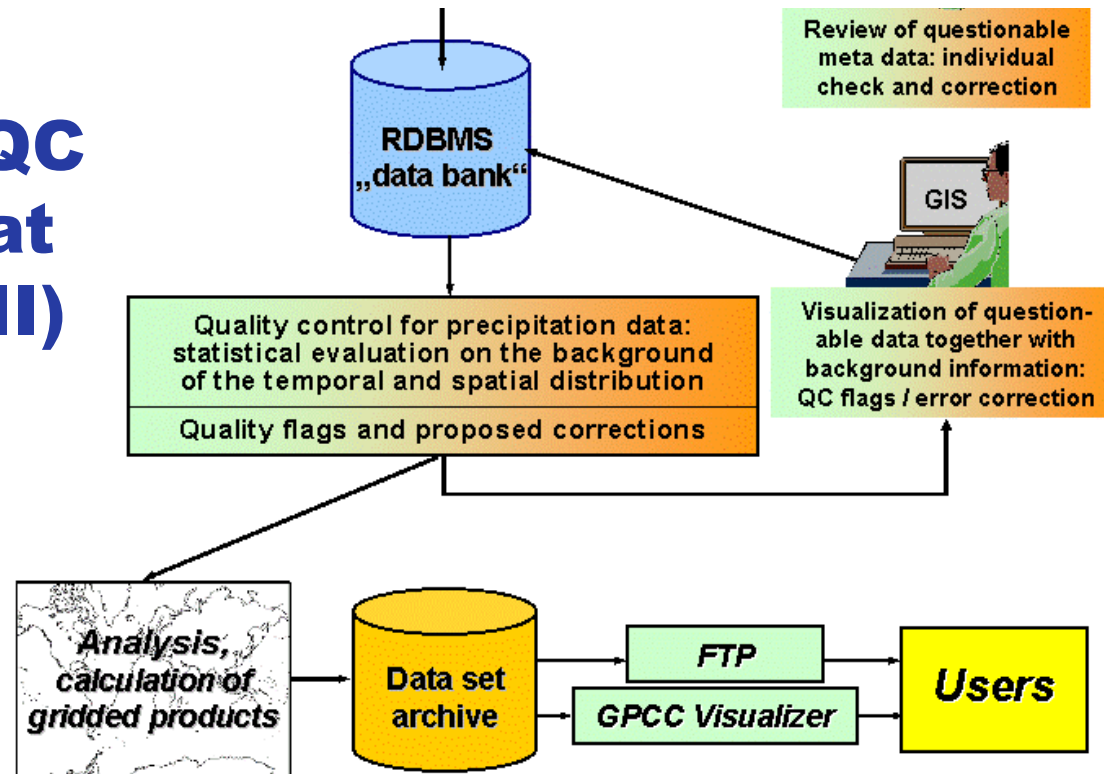 QC
at
II)
Review of questionable
meta data: individual
check and correction
RDBMS
„data bank“
GIS
Quality control for precipitation data:
statistical evaluation on the background
of the temporal and spatial distribution
Quality flags and proposed corrections
Visualization of question-
able data together with
background information:
QC flags / error correction
Analysis,
calculation of
gridded products
Data set
archive
FTP
GPCC Visualizer
Users